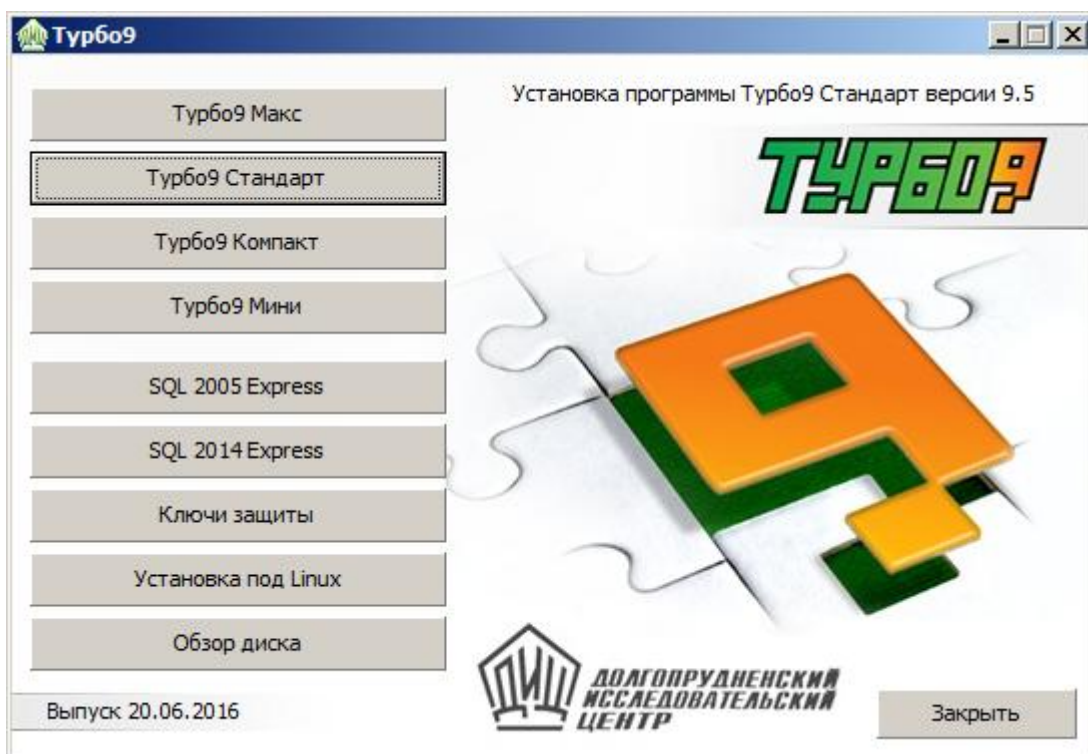 Турбо9
Турбо9 Макс
Турбо9 Стандарт
Турбо9 Компакт
Турбо9 Мини
SQL 2005 Express
SQL 2014 Express
Ключи защиты
Установка под Linux
Обзор диска
Выпуск 20.06.2016
Установка программы Турбо9 Стандарт версии 9.5
ТУРБО9
ДИЦ
ДОЛГОПРУДНЕНСКИЙ
ИССЛЕДОВАТЕЛЬСКИЙ
ЦЕНТР
Закрыть